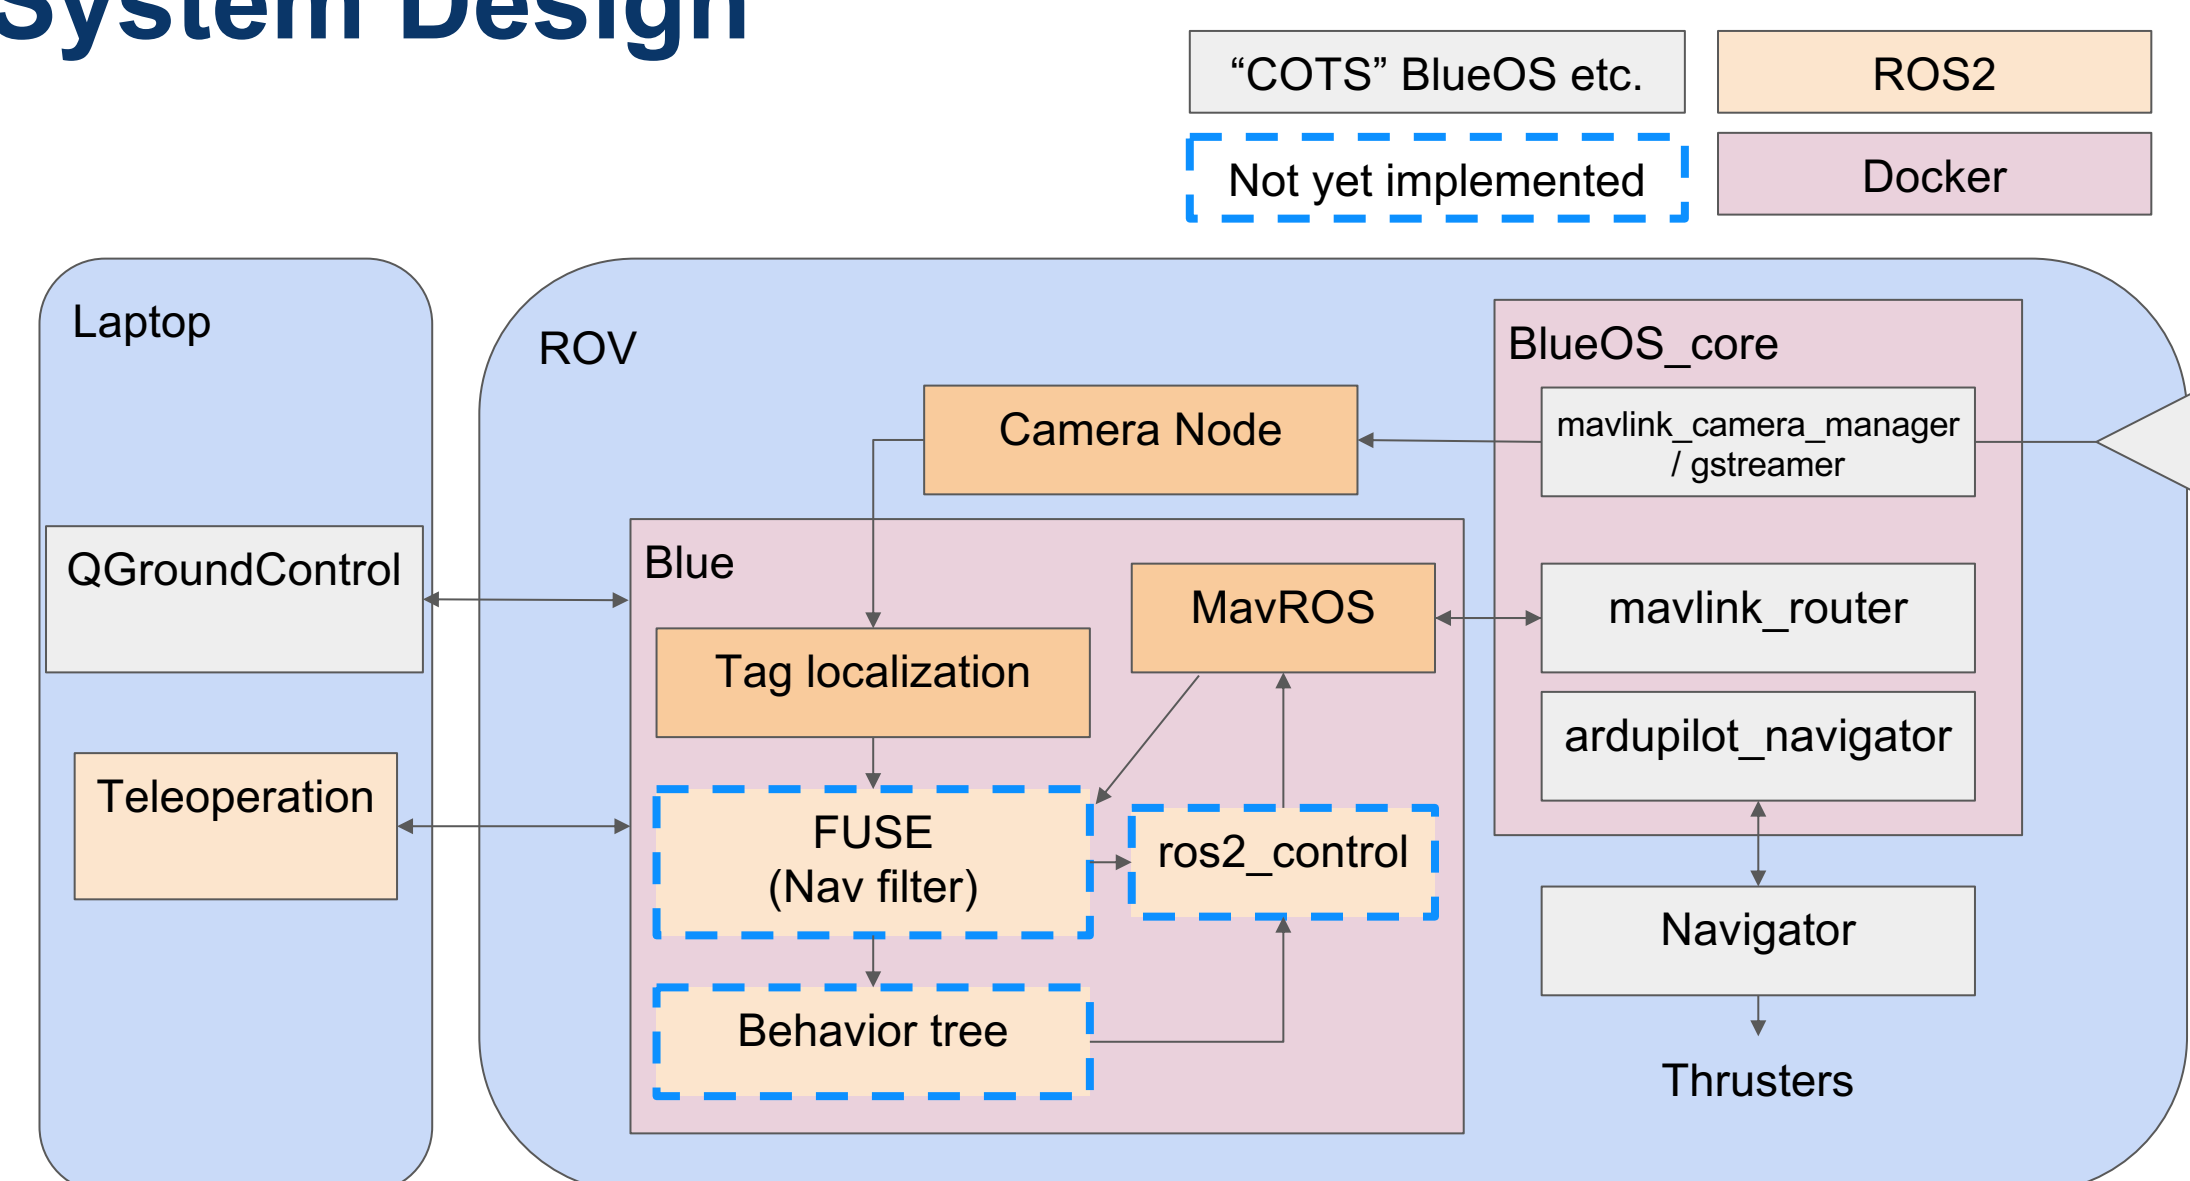 System Design
“COTS” BlueOS etc.
ROS2
Not yet implemented
Docker
Laptop
ROV
BlueOS_core
Camera Node
mavlink_camera_manager
/ gstreamer
QGroundControl
Blue
MavROS
mavlink_router
Tag localization
ardupilot_navigator
Teleoperation
FUSE
(Nav filter)
ros2_control
Navigator
Behavior tree
Thrusters